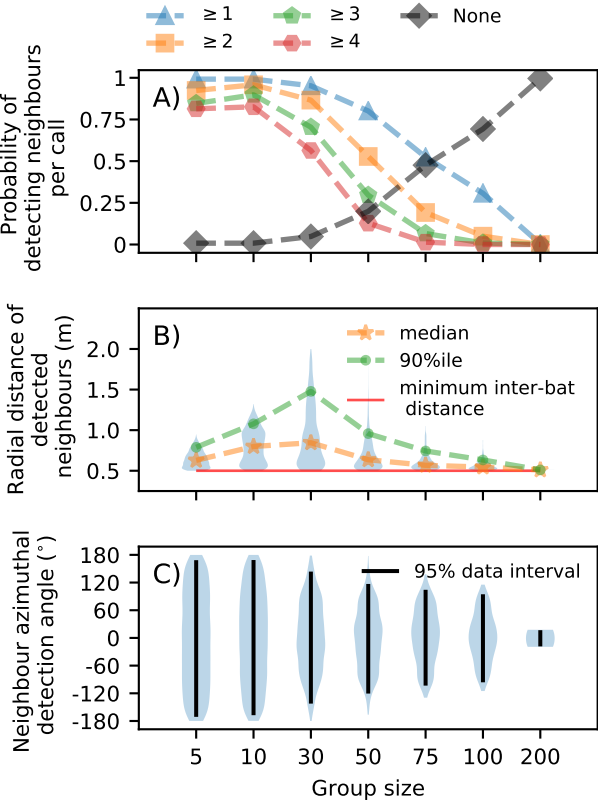 ≥ 1
≥ 3
None
≥ 2
≥ 4
Probability of
detecting neighbours
per call
A)
1
0.75
0.5
0.25
0
Radial distance of
detected
neighbours (m)
B)
2.0
1.5
1.0
0.5
median
90%ile
minimum inter-bat
distance
Neighbour azimuthal
detection angle (°)
C)
95% data interval
180
120
60
0
-60
-120
-180
5 10 30 50 75 100 200
Group size